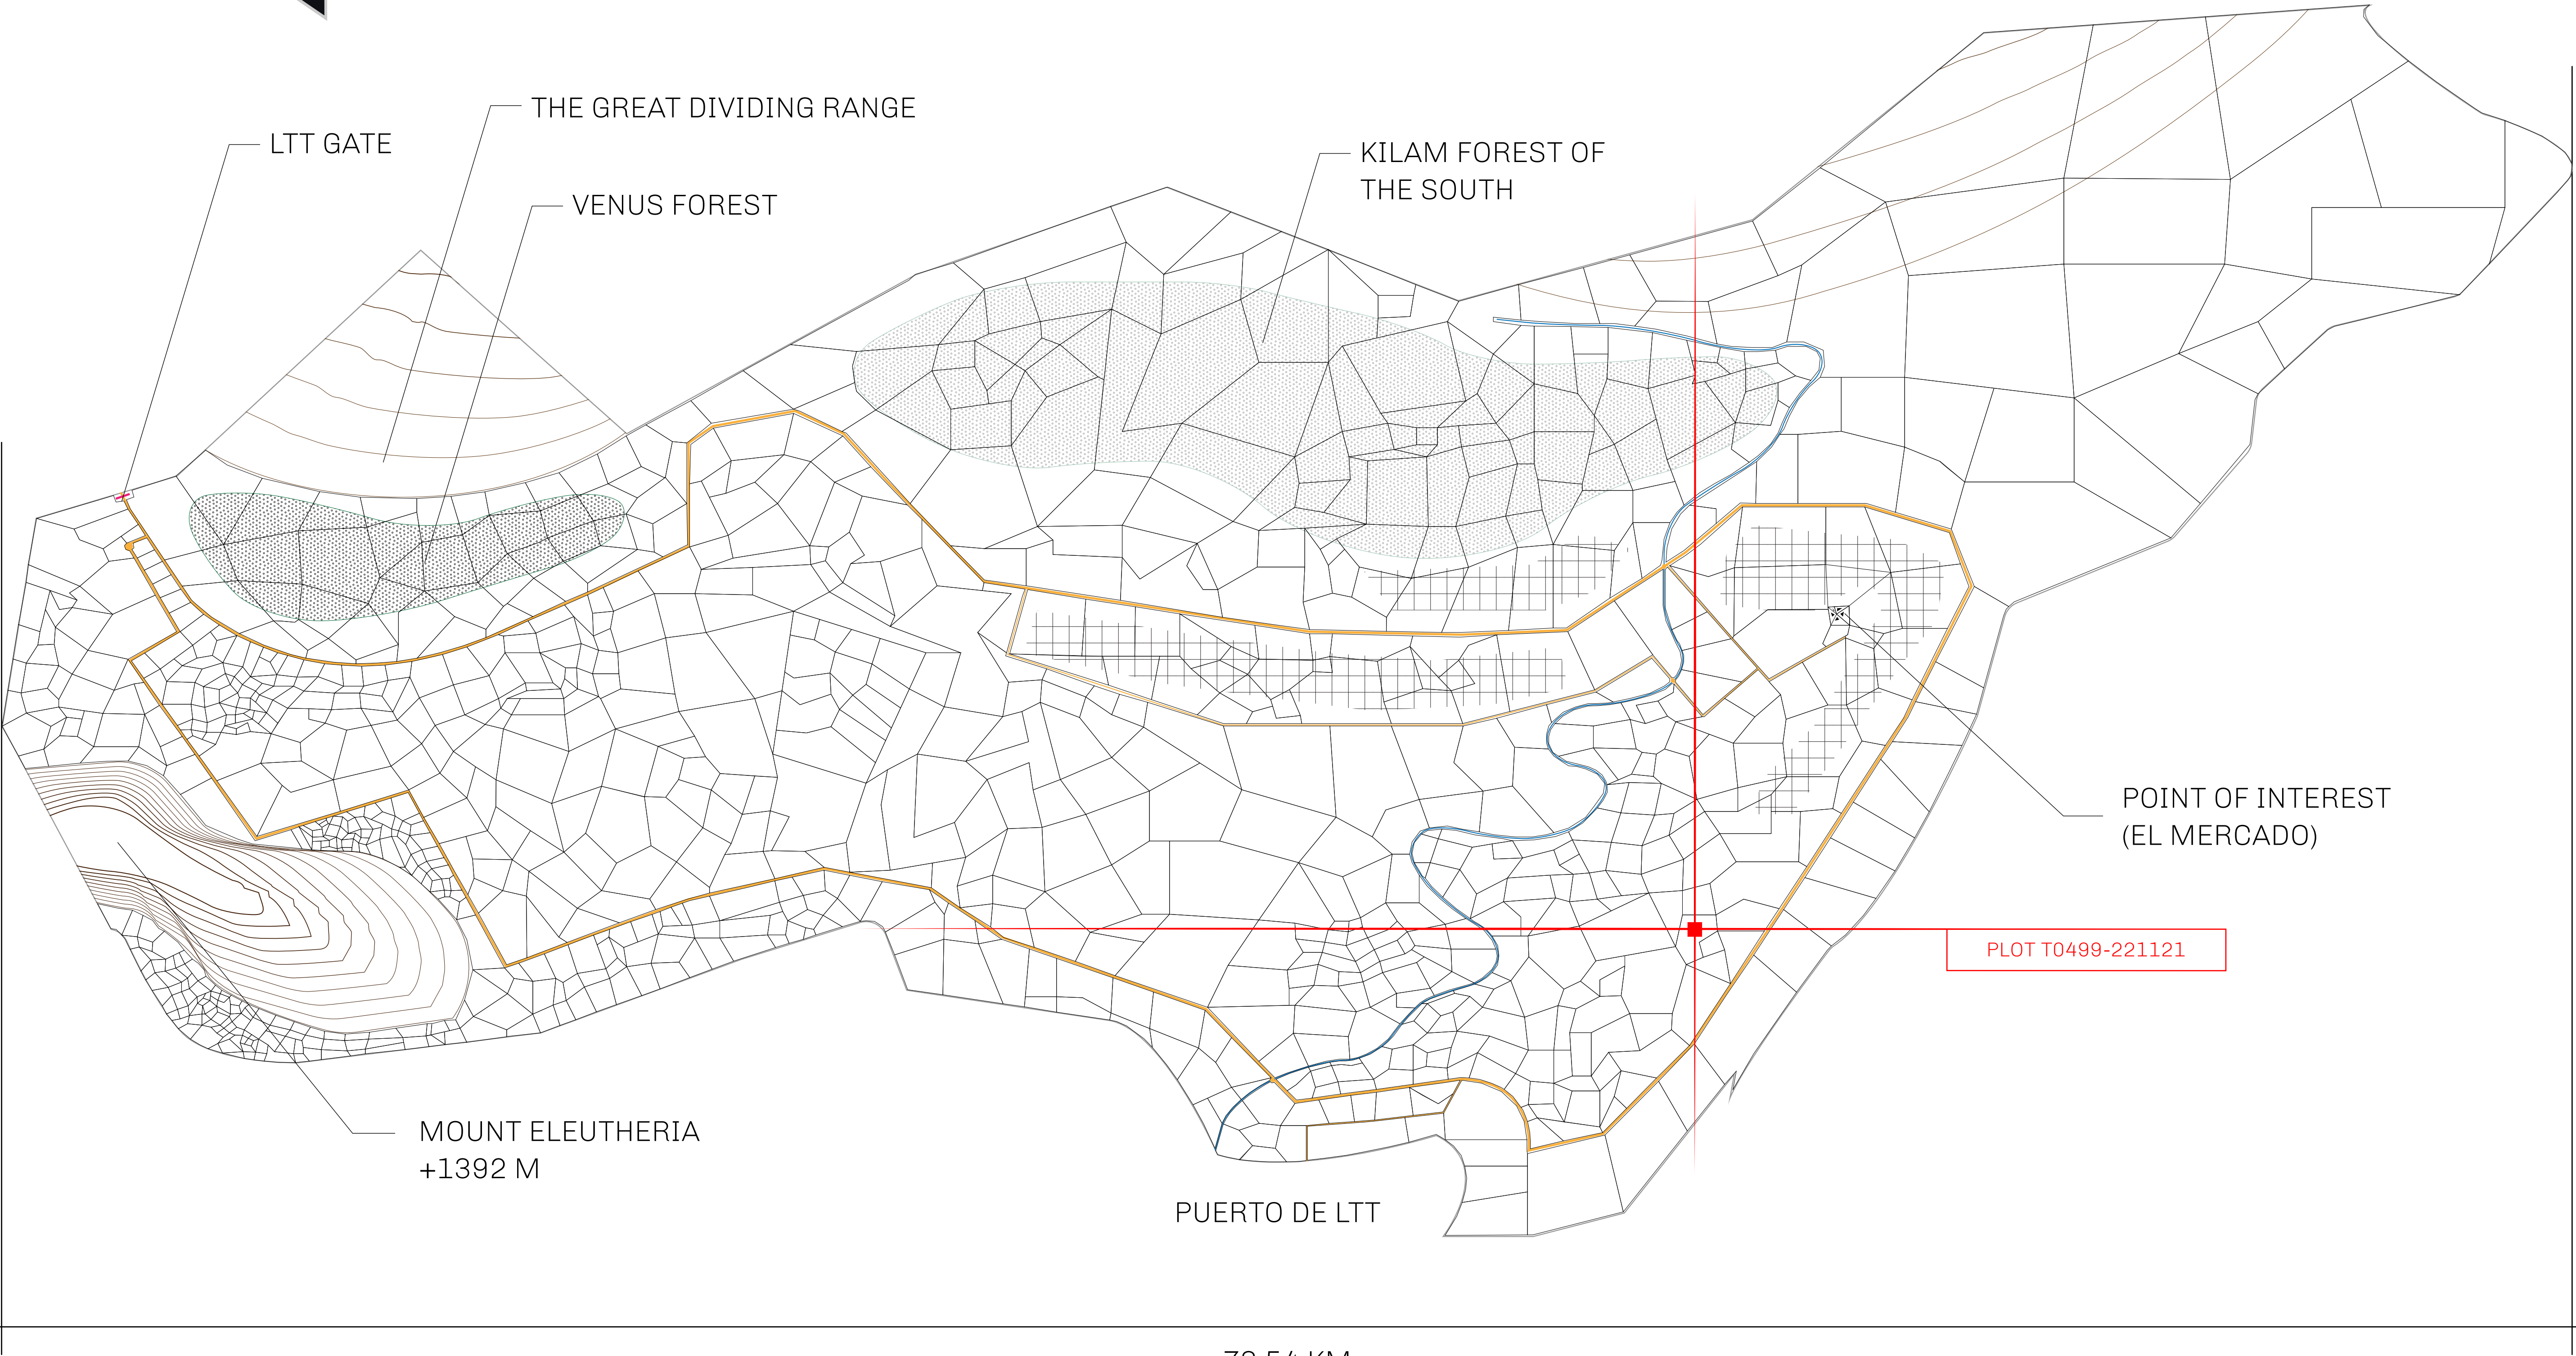 THE GREAT DIVIDING RANGE
LTT GATE
VENUS FOREST
KILAM FOREST OF
THE SOUTH
POINT OF INTEREST
(EL MERCADO)
PLOT T0499-221121
MOUNT ELEUTHERIA
+1392 M
PUERTO DE LTT
KM